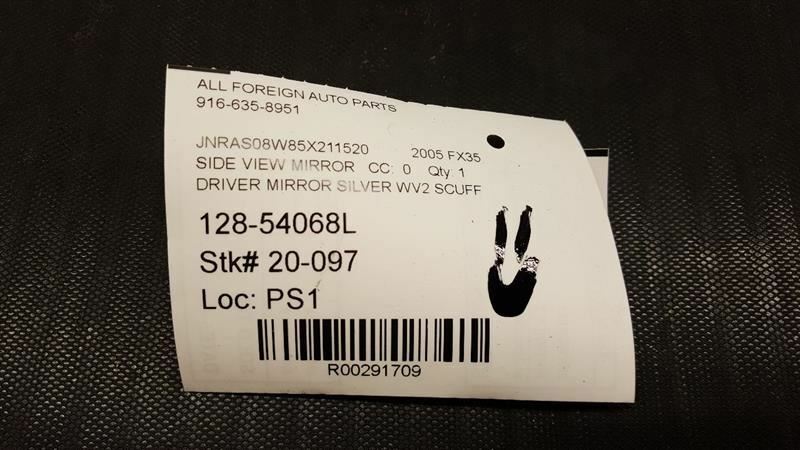 ALL FOREIGN AUTO PARTS
916-635-8951
JNRAS08W85X211520 2005 FX35
SIDE VIEW MIRROR CC: 0 Qty: 1
DRIVER MIRROR SILVER WV2 SCUFF
128-54068L
Stk# 20-097
Loc: PS1
R00291709